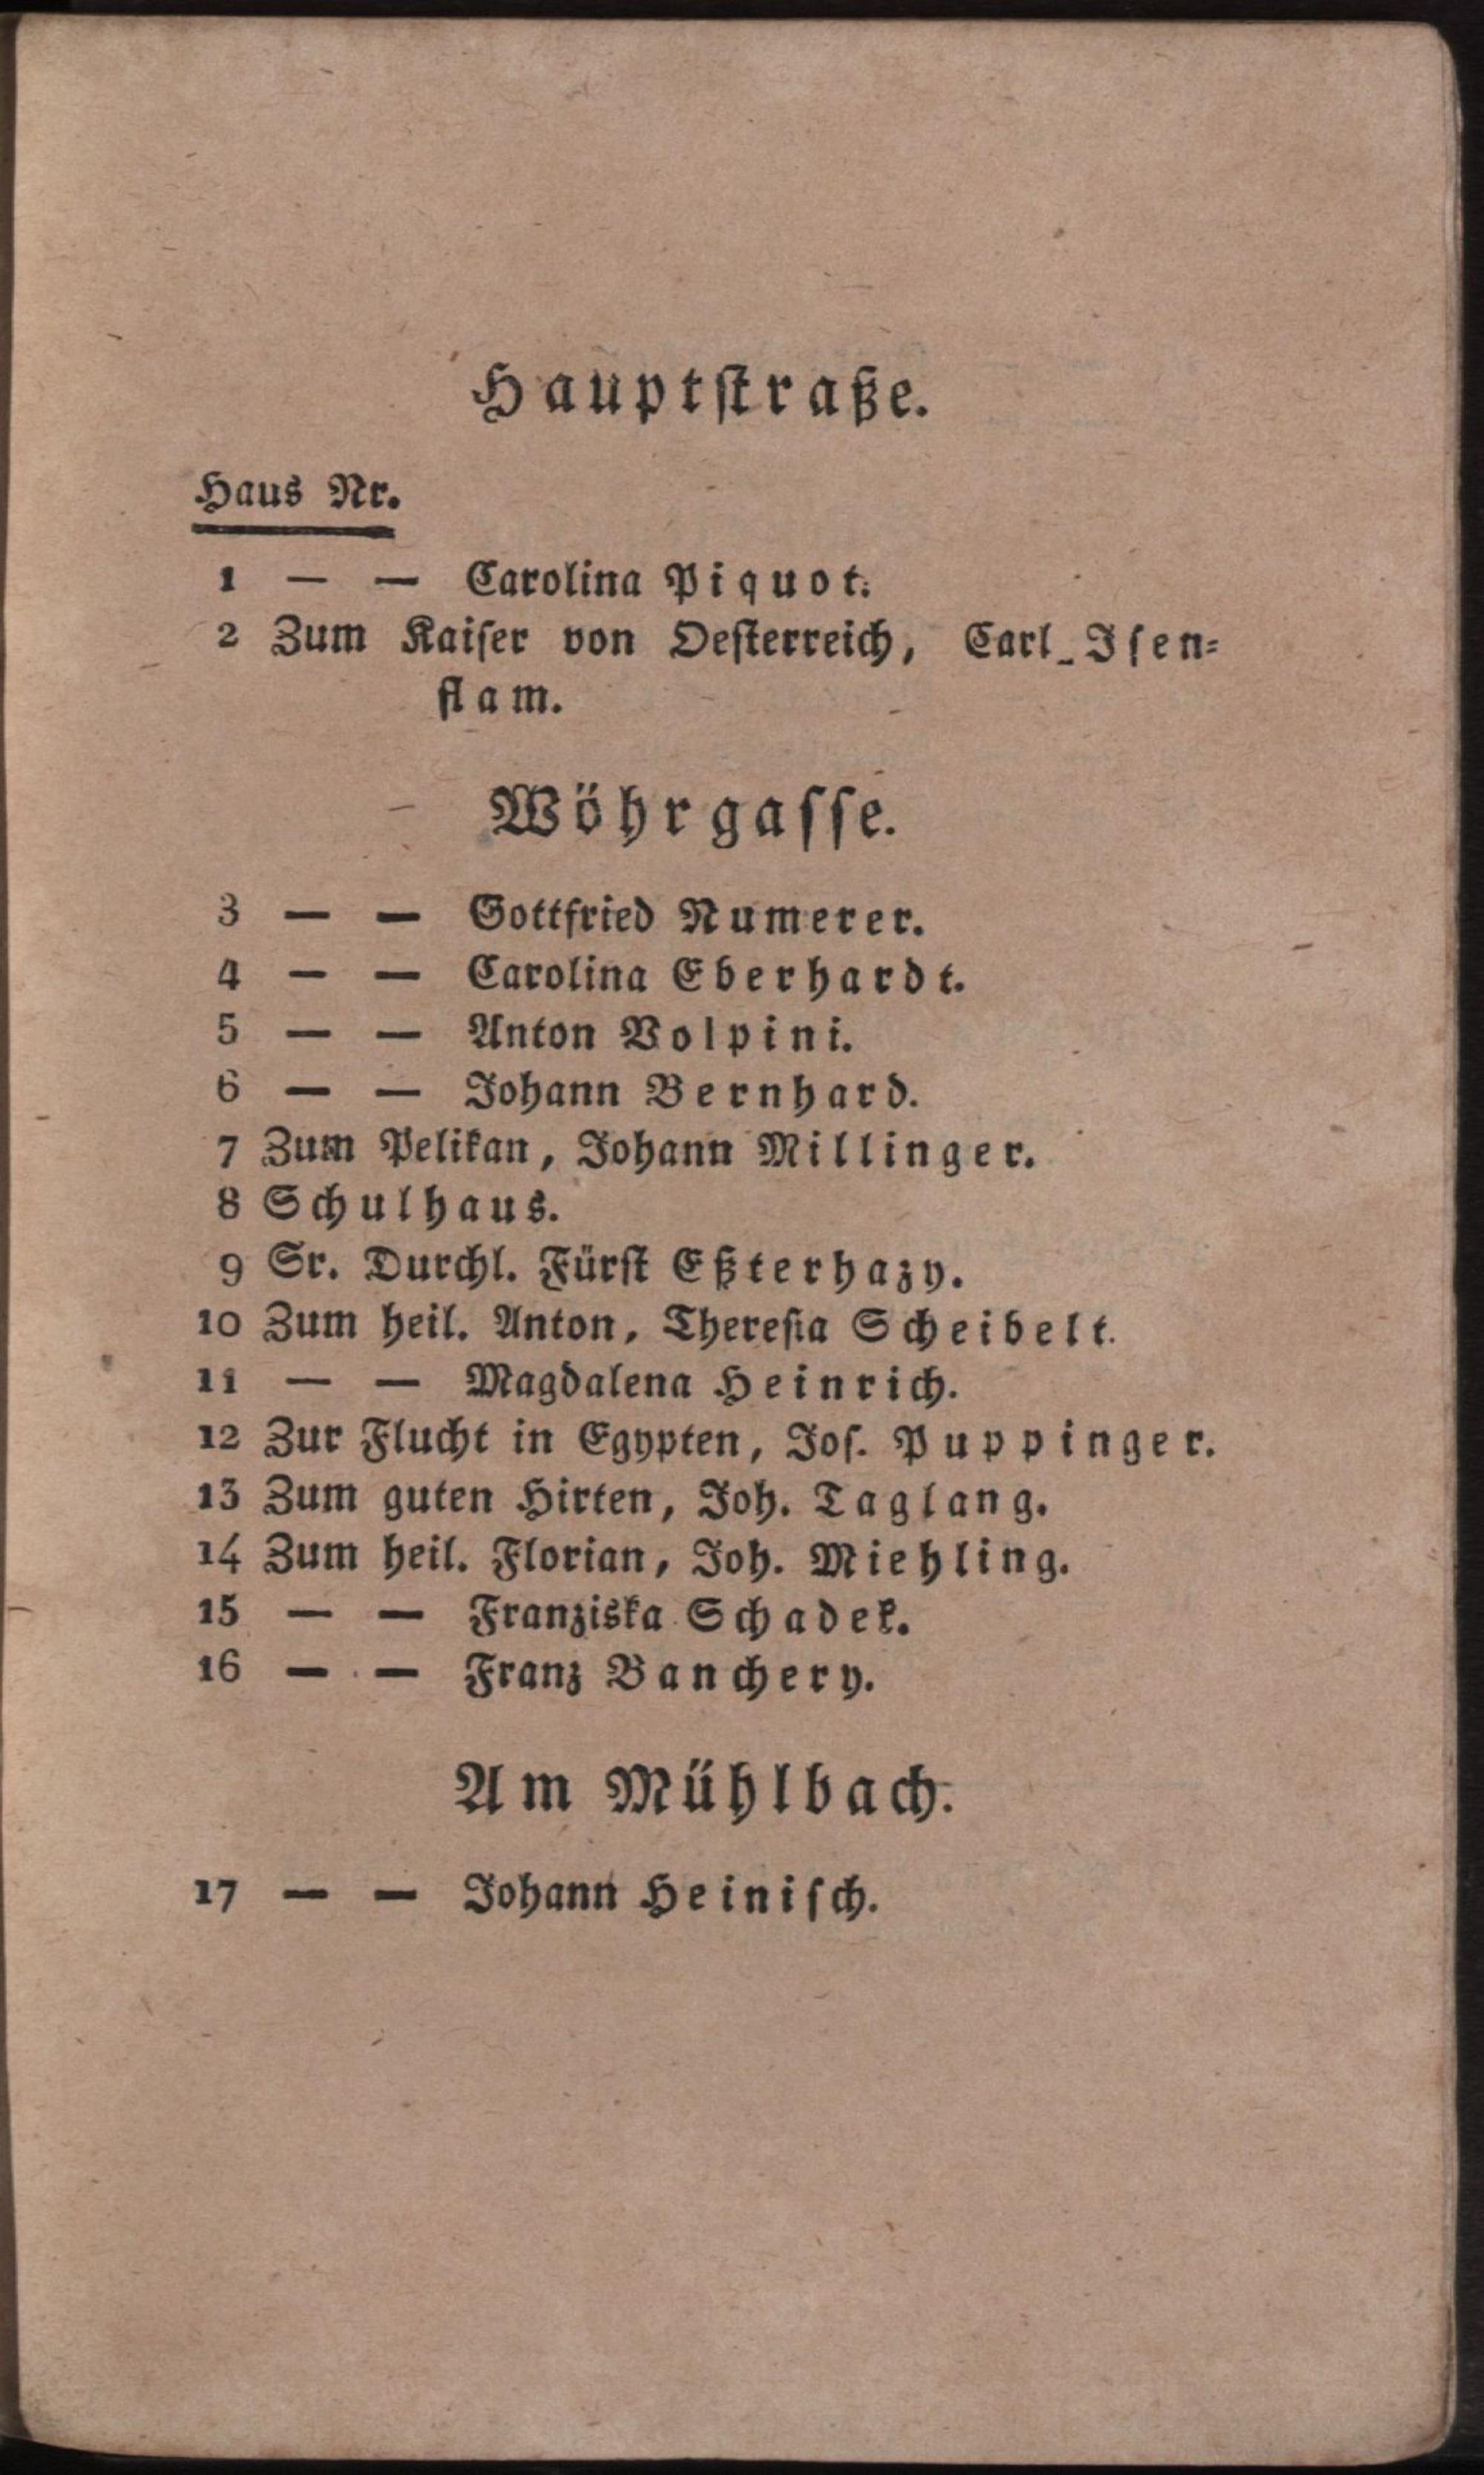 Hauptstraße.
Haus Nr.
1 — — Carolina Piquot.
2 Zum Kaiser von Oesterreich, Carl Isen-
flam.
Wöhrgasse.
3 — — Gottfried Numerer.
4 — — Carolina Eberhardt.
5 — — Anton Volpini.
6 — — Johann Bernhard.
7 Zum Pelikan, Johann Millinger.
8 Schulhaus.
9 Sr. Durchl. Fürst Eßterhazy.
10 Zum heil. Anton, Theresia Scheibelt.
11 — — Magdalena Heinrich.
12 Zur Flucht in Egypten, Jos. Puppinger.
13 Zum guten Hirten, Joh. Taglang.
14 Zum heil. Florian, Joh. Miehling.
15 — — Franziska Schadek.
16 — — Franz Banchery.
Am Mühlbach.
17 — — Johann Heinisch.